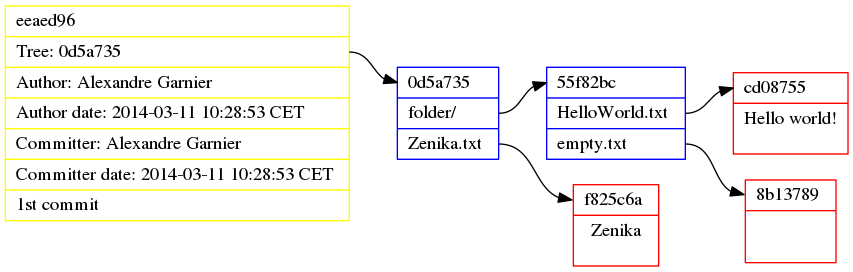 eeaed96
Tree: 0d5a735
Author: Alexandre Garnier
Author date: 2014-03-11 10:28:53 CET
Committer: Alexandre Garnier
Committer date: 2014-03-11 10:28:53 CET
1st commit
0d5a735
folder/
Zenika.txt
55f82bc
HelloWorld.txt
empty.txt
cd08755
Hello world!
f825c6a
Zenika
8b13789